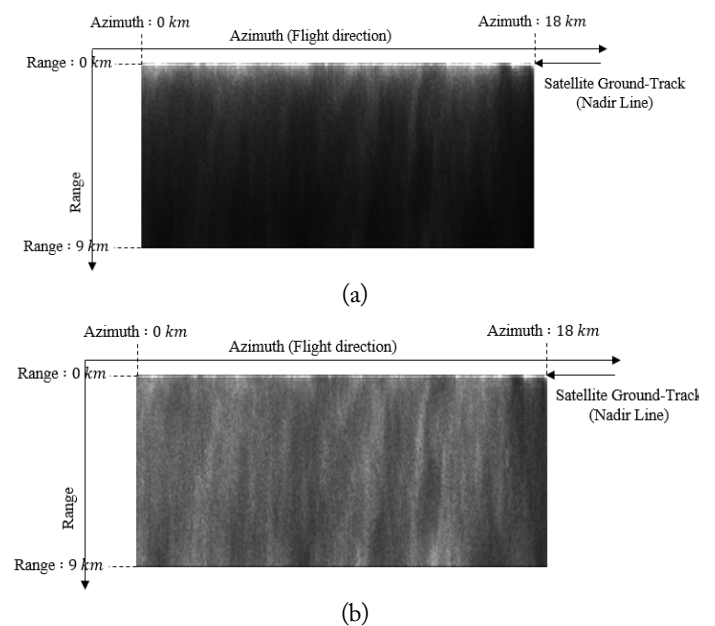 Azimuth : 0 km
Azimuth : 18 km
Azimuth (Flight direction)
Range : 0 km
Satellite Ground-Track
(Nadir Line)
Range
Range : 9 km
(a)
Azimuth : 0 km
Azimuth : 18 km
Azimuth (Flight direction)
Range : 0 km
Satellite Ground-Track
(Nadir Line)
Range
Range : 9 km
(b)